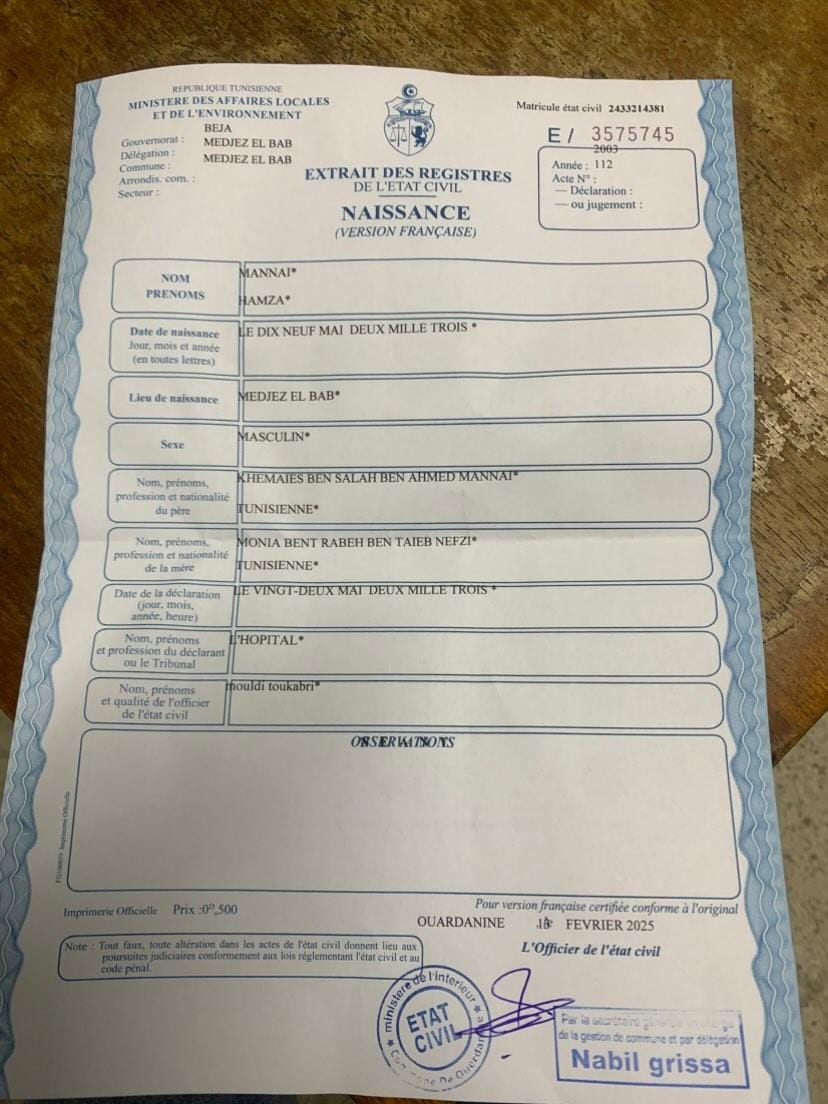 REPUBLIQUE TUNISIENNE
MINISTERE DES AFFAIRES LOCALES
ET DE L'ENVIRONNEMENT
BEJA
Gouvernorat :
MEDJEZ EL BAB
Délégation :
MEDJEZ EL BAB
Commune :
Arrondis. com. :
Secteur :
EXTRAIT DES REGISTRES
DE L'ETAT CIVIL
NAISSANCE
(VERSION FRANÇAISE)
Matricule état civil 2433214381
E / 3575745
2003
Année : 112
Acte N° :
— Déclaration :
— ou jugement :
NOM
PRENOMS
MANNAI*
HAMZA*
Date de naissance
Jour, mois et année
(en toutes lettres)
LE DIX NEUF MAI DEUX MILLE TROIS *
Lieu de naissance
MEDJEZ EL BAB*
Sexe
MASCULIN*
Nom, prénoms,
profession et nationalité
du père
KHEMAIES BEN SALAH BEN AHMED MANNAI*
TUNISIENNE*
Nom, prénoms,
profession et nationalité
de la mère
MONIA BENT RABEH BEN TAIEB NEFZI*
TUNISIENNE*
Date de la déclaration
(jour, mois,
année, heure)
LE VINGT-DEUX MAI DEUX MILLE TROIS *
Nom, prénoms
et profession du déclarant
ou le Tribunal
L'HOPITAL*
Nom, prénoms
et qualité de l'officier
de l'état civil
mouldi toukabri*
OBSERVATIONS
Imprimerie Officielle Prix :0ᴰ,500
Pour version française certifiée conforme à l'original
OUARDANINE
FEVRIER 2025
L'Officier de l'état civil
Note : Tout faux, toute altération dans les actes de l'état civil donnent lieu aux
poursuites judiciaires conformement aux lois réglementant l'état civil et au
code pénal.
ministere de l'interieur
ETAT
CIVIL
Par la secrétaire
de la gestion de commune et par délégation
Nabil grissa